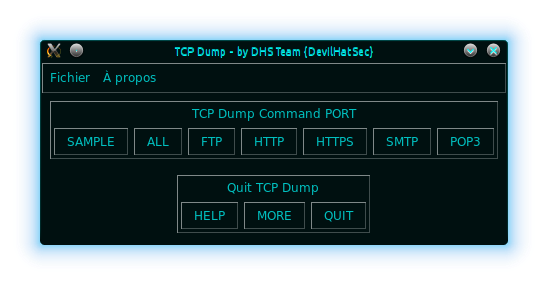 TCP Dump - by DHS Team {DevilHatSec}
Fichier À propos
TCP Dump Command PORT
SAMPLE ALL FTP HTTP HTTPS SMTP POP3
Quit TCP Dump
HELP MORE QUIT